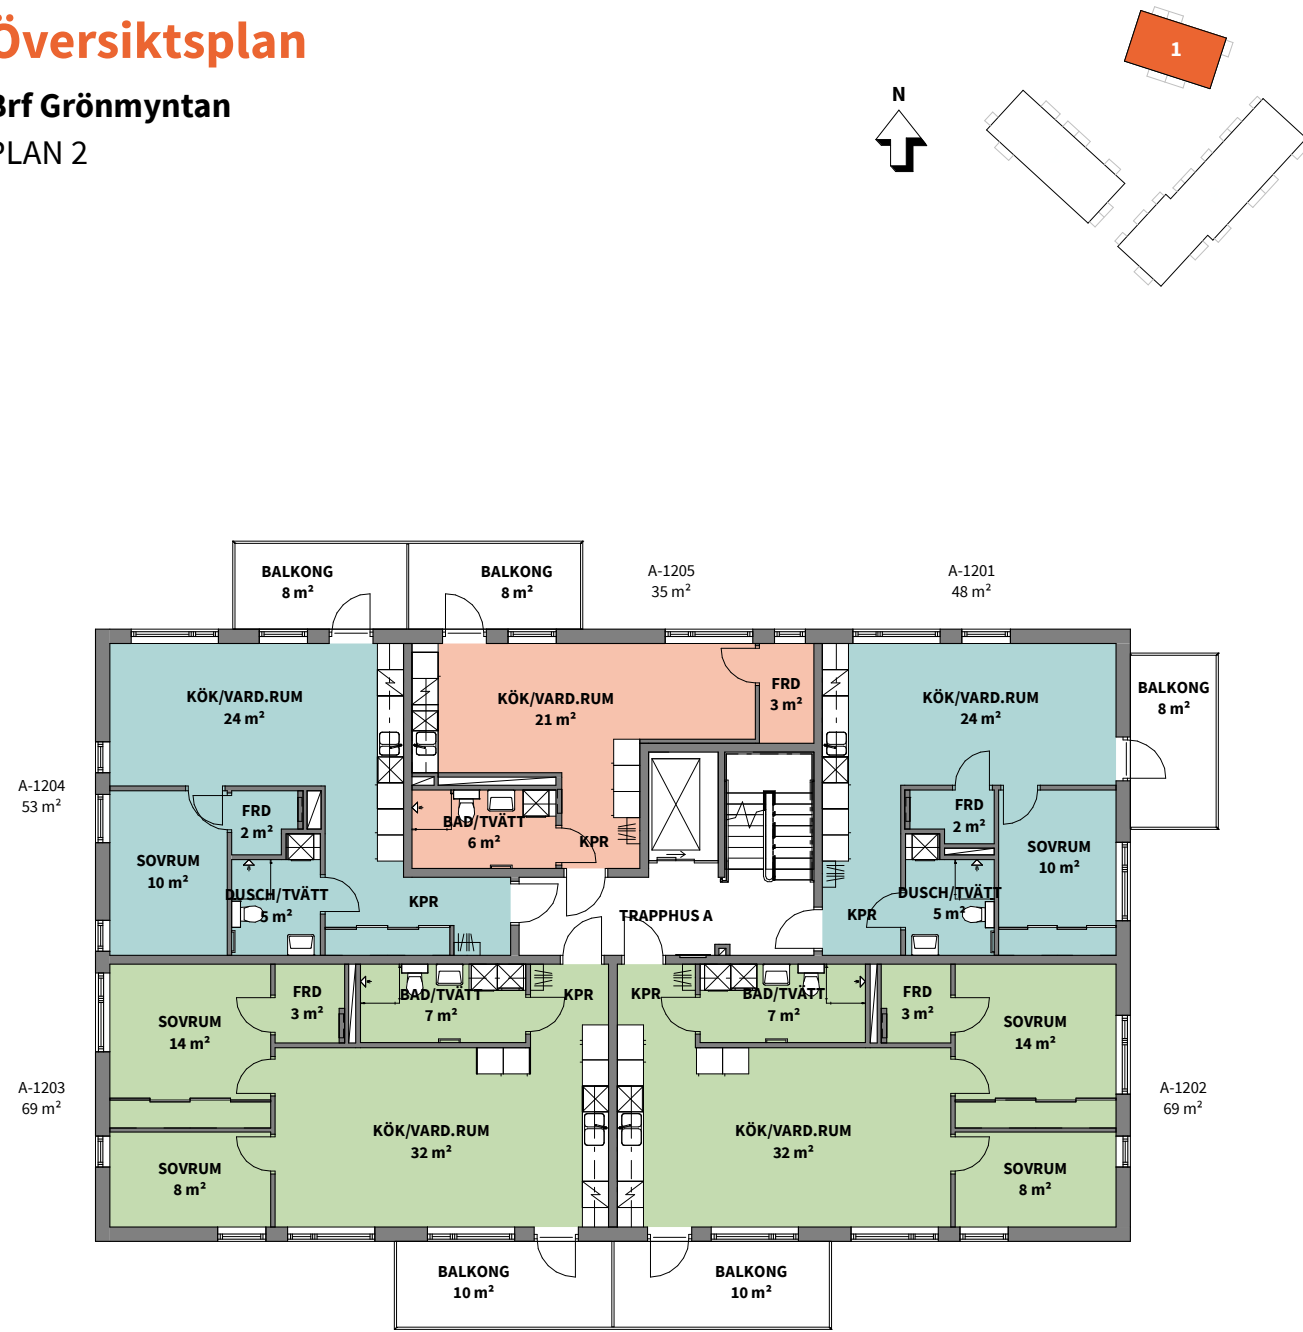 Översiktsplan
Brf Grönmyntan
PLAN 2
1
N
BALKONG
8 m²
BALKONG
8 m²
A-1205
35 m²
A-1201
48 m²
KÖK/VARD.RUM
24 m²
KÖK/VARD.RUM
21 m²
FRD
3 m²
KÖK/VARD.RUM
24 m²
BALKONG
8 m²
A-1204
53 m²
FRD
2 m²
BAD/TVÄTT
6 m²
KPR
FRD
2 m²
SOVRUM
10 m²
SOVRUM
10 m²
DUSCH/TVÄTT
5 m²
KPR
TRAPPHUS A
KPR
DUSCH/TVÄTT
5 m²
SOVRUM
14 m²
FRD
3 m²
BAD/TVÄTT
7 m²
KPR
KPR
BAD/TVÄTT
7 m²
FRD
3 m²
SOVRUM
14 m²
A-1203
69 m²
A-1202
69 m²
KÖK/VARD.RUM
32 m²
KÖK/VARD.RUM
32 m²
SOVRUM
8 m²
SOVRUM
8 m²
BALKONG
10 m²
BALKONG
10 m²